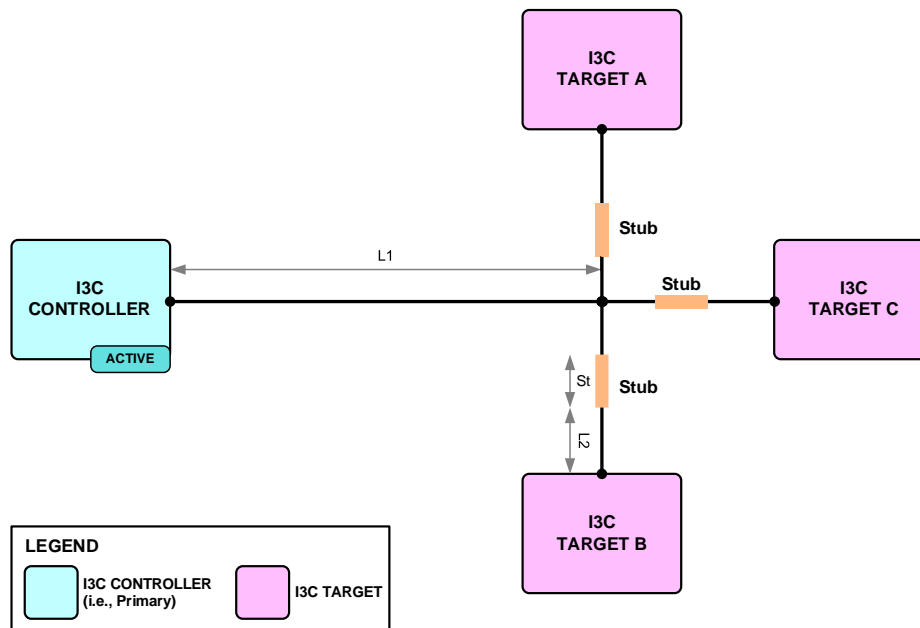 I3C
TARGET A
Stub
L1
I3C
CONTROLLER
ACTIVE
Stub
I3C
TARGET C
St
Stub
L2
I3C
TARGET B
LEGEND
I3C CONTROLLER
(i.e., Primary)
I3C TARGET